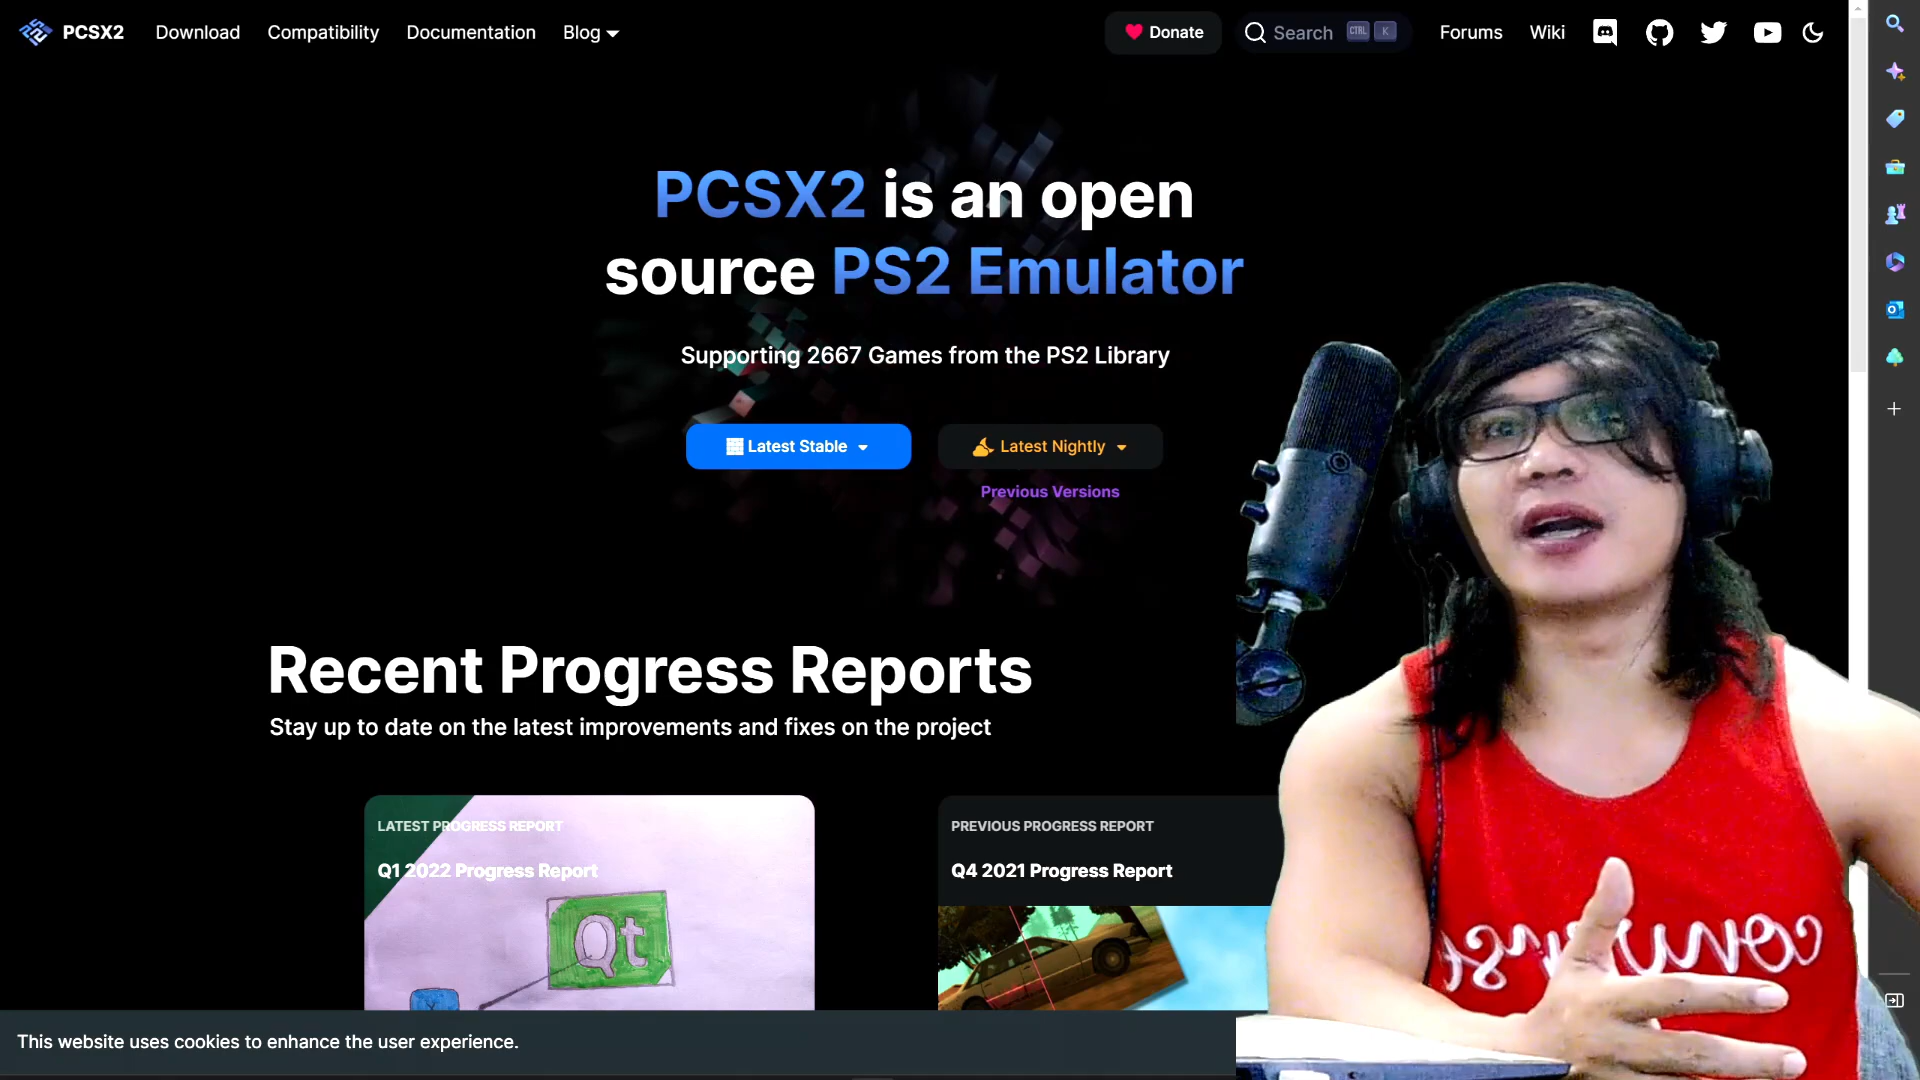 PCSX2 Download Compatibility Documentation Blog Donate Search CTRL K Forums Wiki
PCSX2 is an open
source PS2 Emulator
Supporting 2667 Games from the PS2 Library
Latest Stable Latest Nightly
Previous Versions
Recent Progress Reports
Stay up to date on the latest improvements and fixes on the project
LATEST PROGRESS REPORT
Q1 2022 Progress Report
Qt
PREVIOUS PROGRESS REPORT
Q4 2021 Progress Report
This website uses cookies to enhance the user experience.